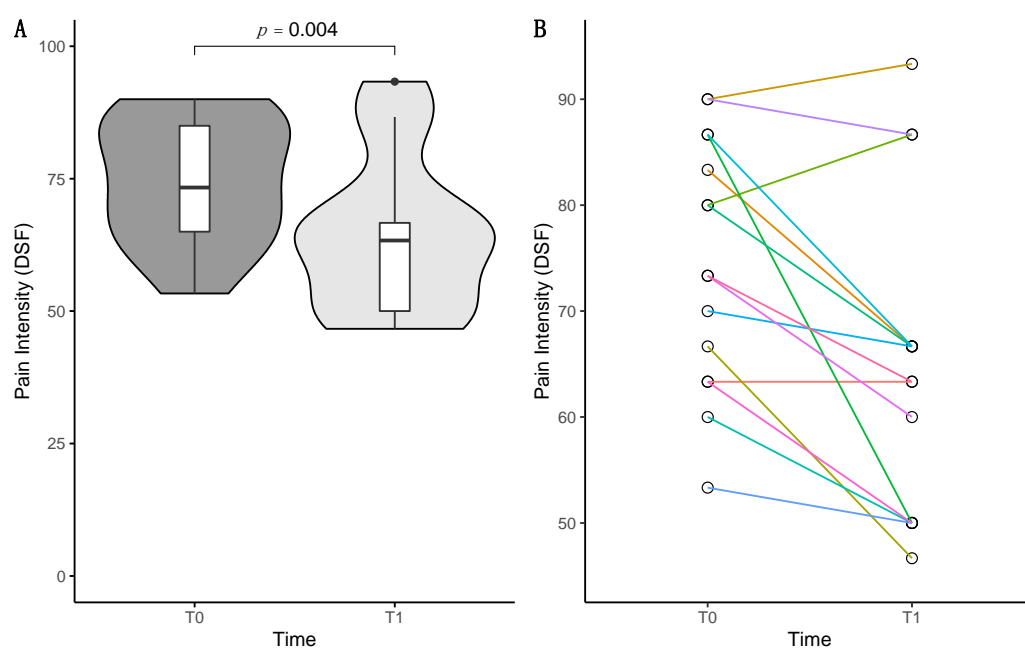 A
p = 0.004
100
75
50
25
0
Pain Intensity (DSF)
T0
T1
Time
B
90
80
70
60
50
Pain Intensity (DSF)
T0
T1
Time